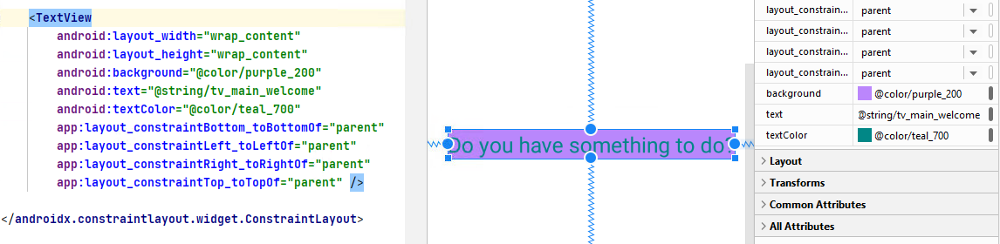 <TextView
android:layout_width="wrap_content"
android:layout_height="wrap_content"
android:background="@color/purple_200"
android:text="@string/tv_main_welcome"
android:textColor="@color/teal_700"
app:layout_constraintBottom_toBottomOf="parent"
app:layout_constraintLeft_toLeftOf="parent"
app:layout_constraintRight_toRightOf="parent"
app:layout_constraintTop_toTopOf="parent" />
</androidx.constraintlayout.widget.ConstraintLayout>
Do you have something to do?
layout_constrain... parent
layout_constrain... parent
layout_constrain... parent
layout_constrain... parent
background @color/purple_200
text @string/tv_main_welcome
textColor @color/teal_700
Layout
Transforms
Common Attributes
All Attributes